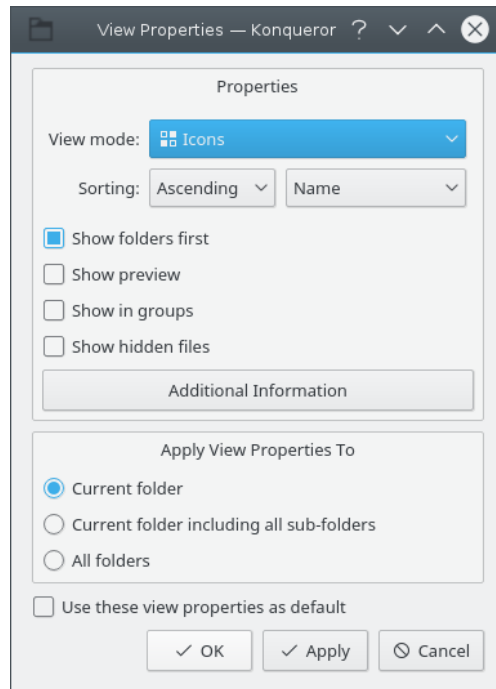 View Properties — Konqueror
Properties
View mode: Icons
Sorting: Ascending Name
Show folders first
Show preview
Show in groups
Show hidden files
Additional Information
Apply View Properties To
Current folder
Current folder including all sub-folders
All folders
Use these view properties as default
OK Apply Cancel